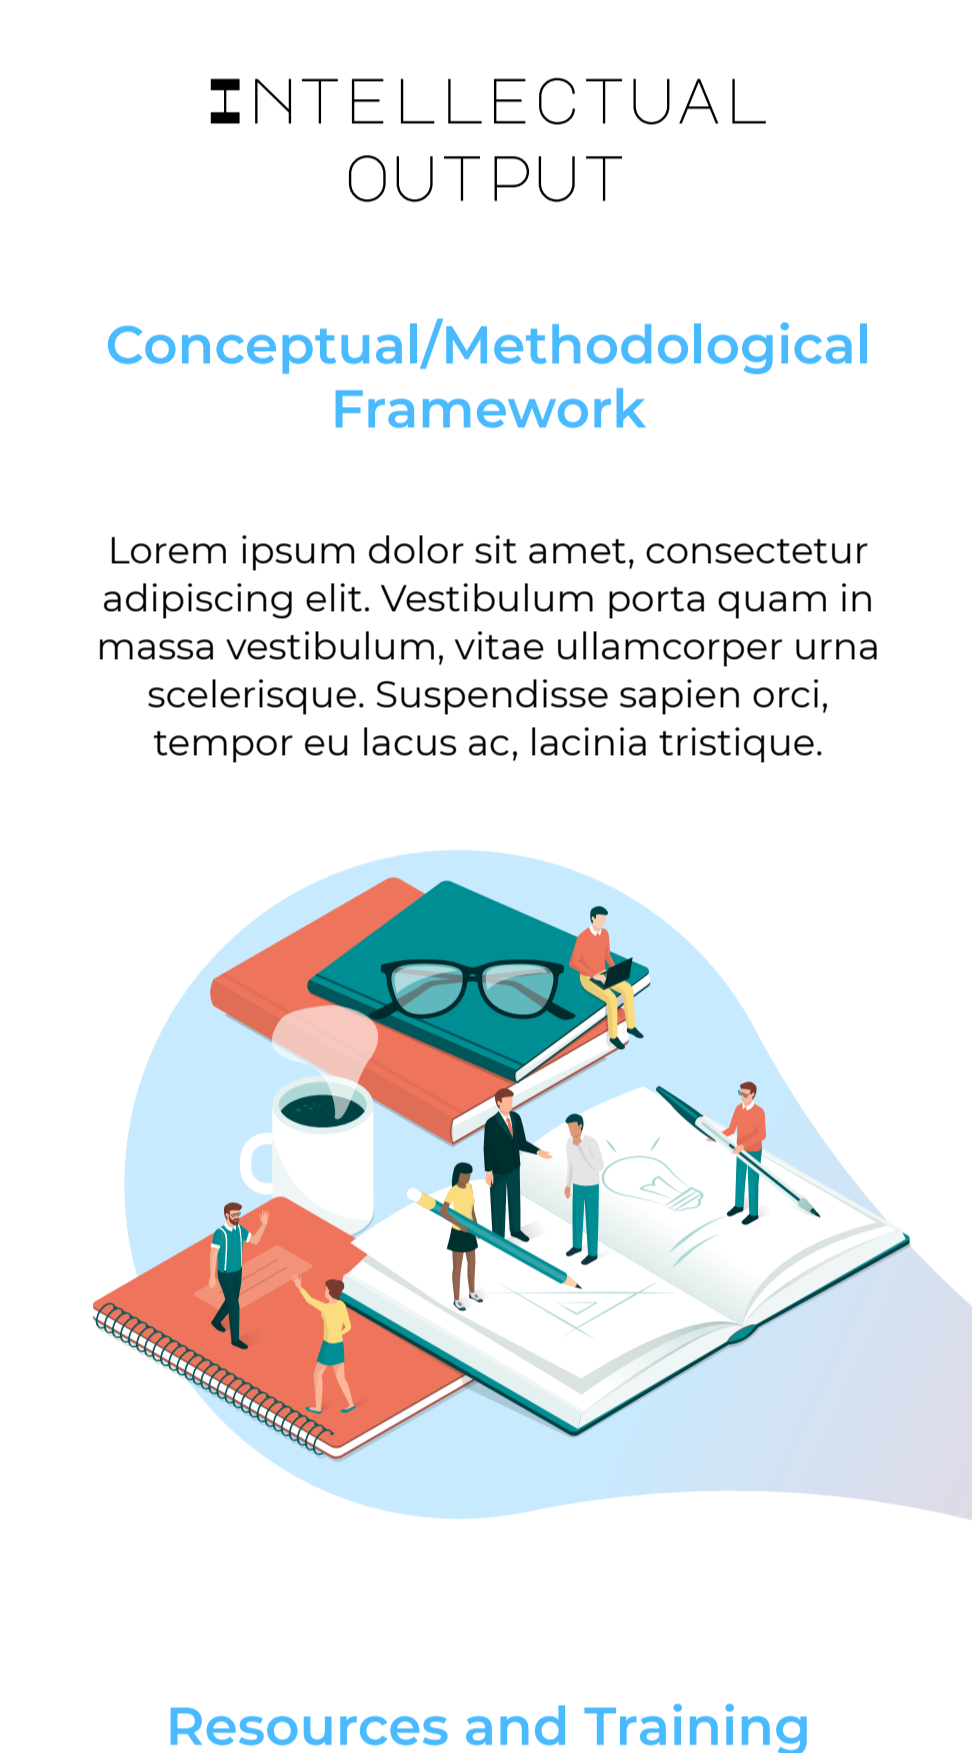 INTELLECTUAL
OUTPUT
Conceptual/Methodological
Framework
Lorem ipsum dolor sit amet, consectetur
adipiscing elit. Vestibulum porta quam in
massa vestibulum, vitae ullamcorper urna
scelerisque. Suspendisse sapien orci,
tempor eu lacus ac, lacinia tristique.
Resources and Training